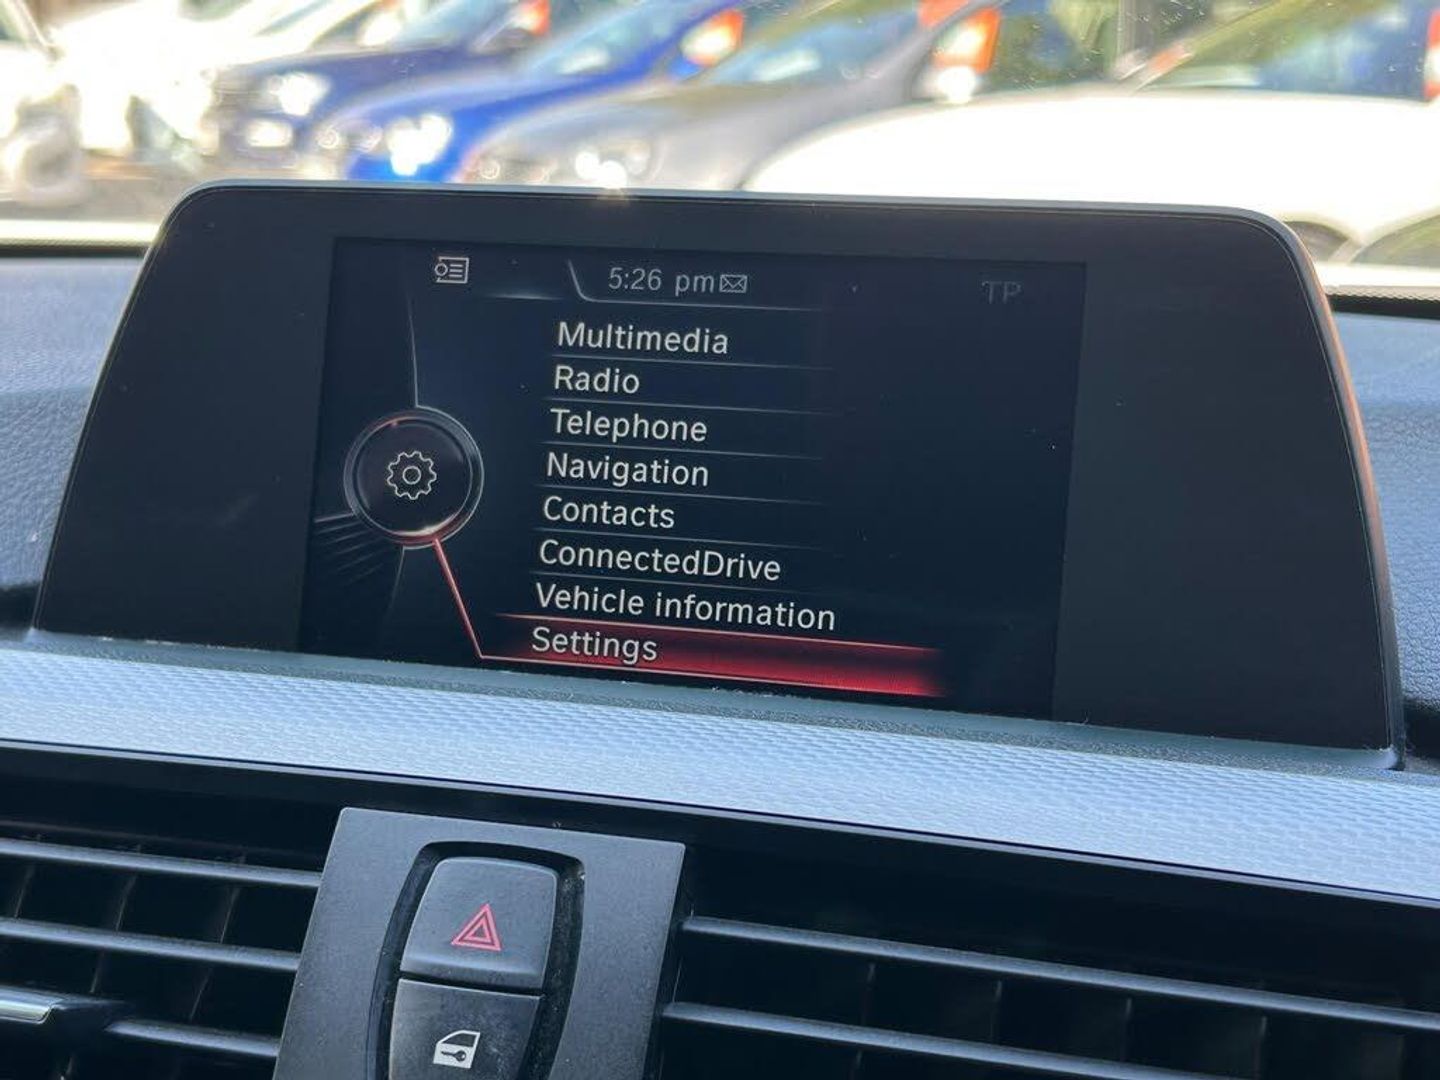 5:26 pm
TP
Multimedia
Radio
Telephone
Navigation
Contacts
ConnectedDrive
Vehicle information
Settings